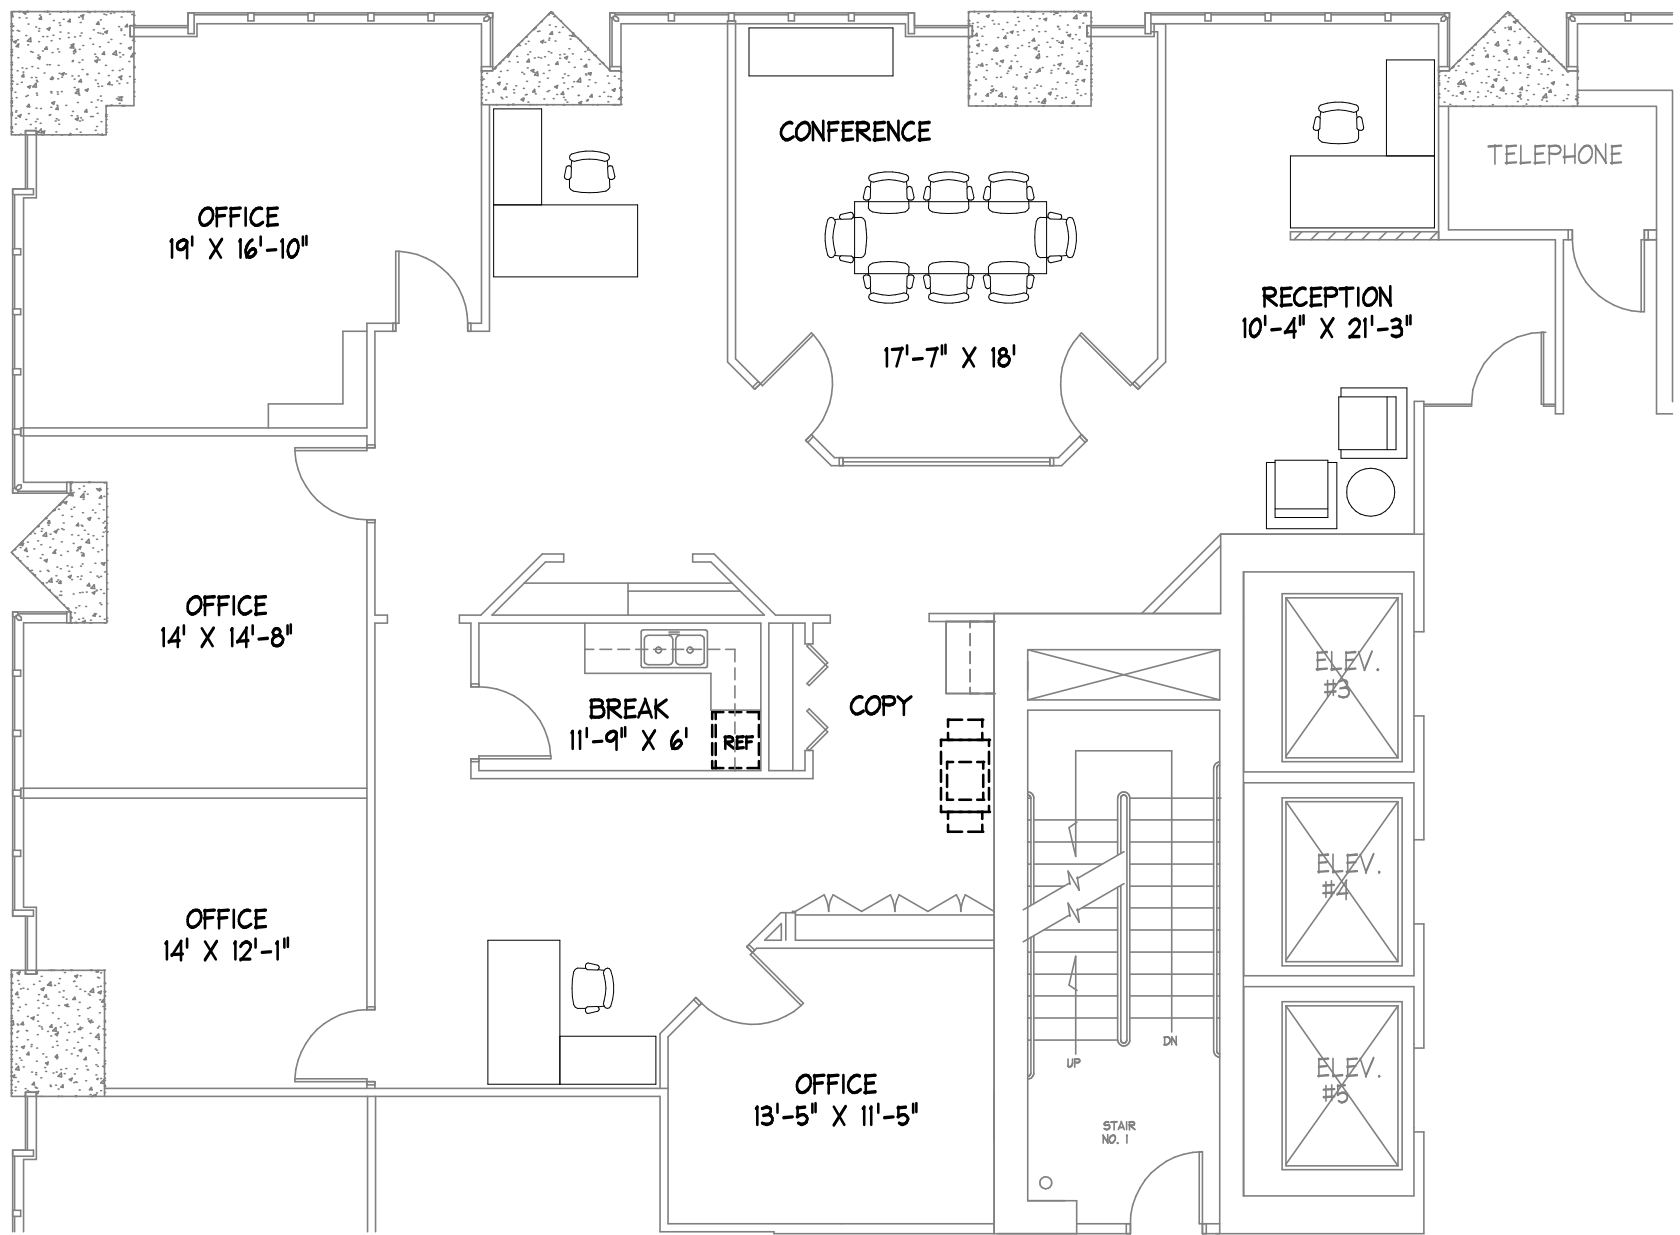 CONFERENCE
TELEPHONE
OFFICE
19' X 16'-10"
RECEPTION
10'-4" X 21'-3"
17'-7" X 18'
OFFICE
14' X 14'-8"
ELEV.
#3
BREAK
11'-9" X 6'
REF
COPY
ELEV.
#4
OFFICE
14' X 12'-1"
DN
UP
ELEV.
#5
OFFICE
13'-5" X 11'-5"
STAIR
NO. 1